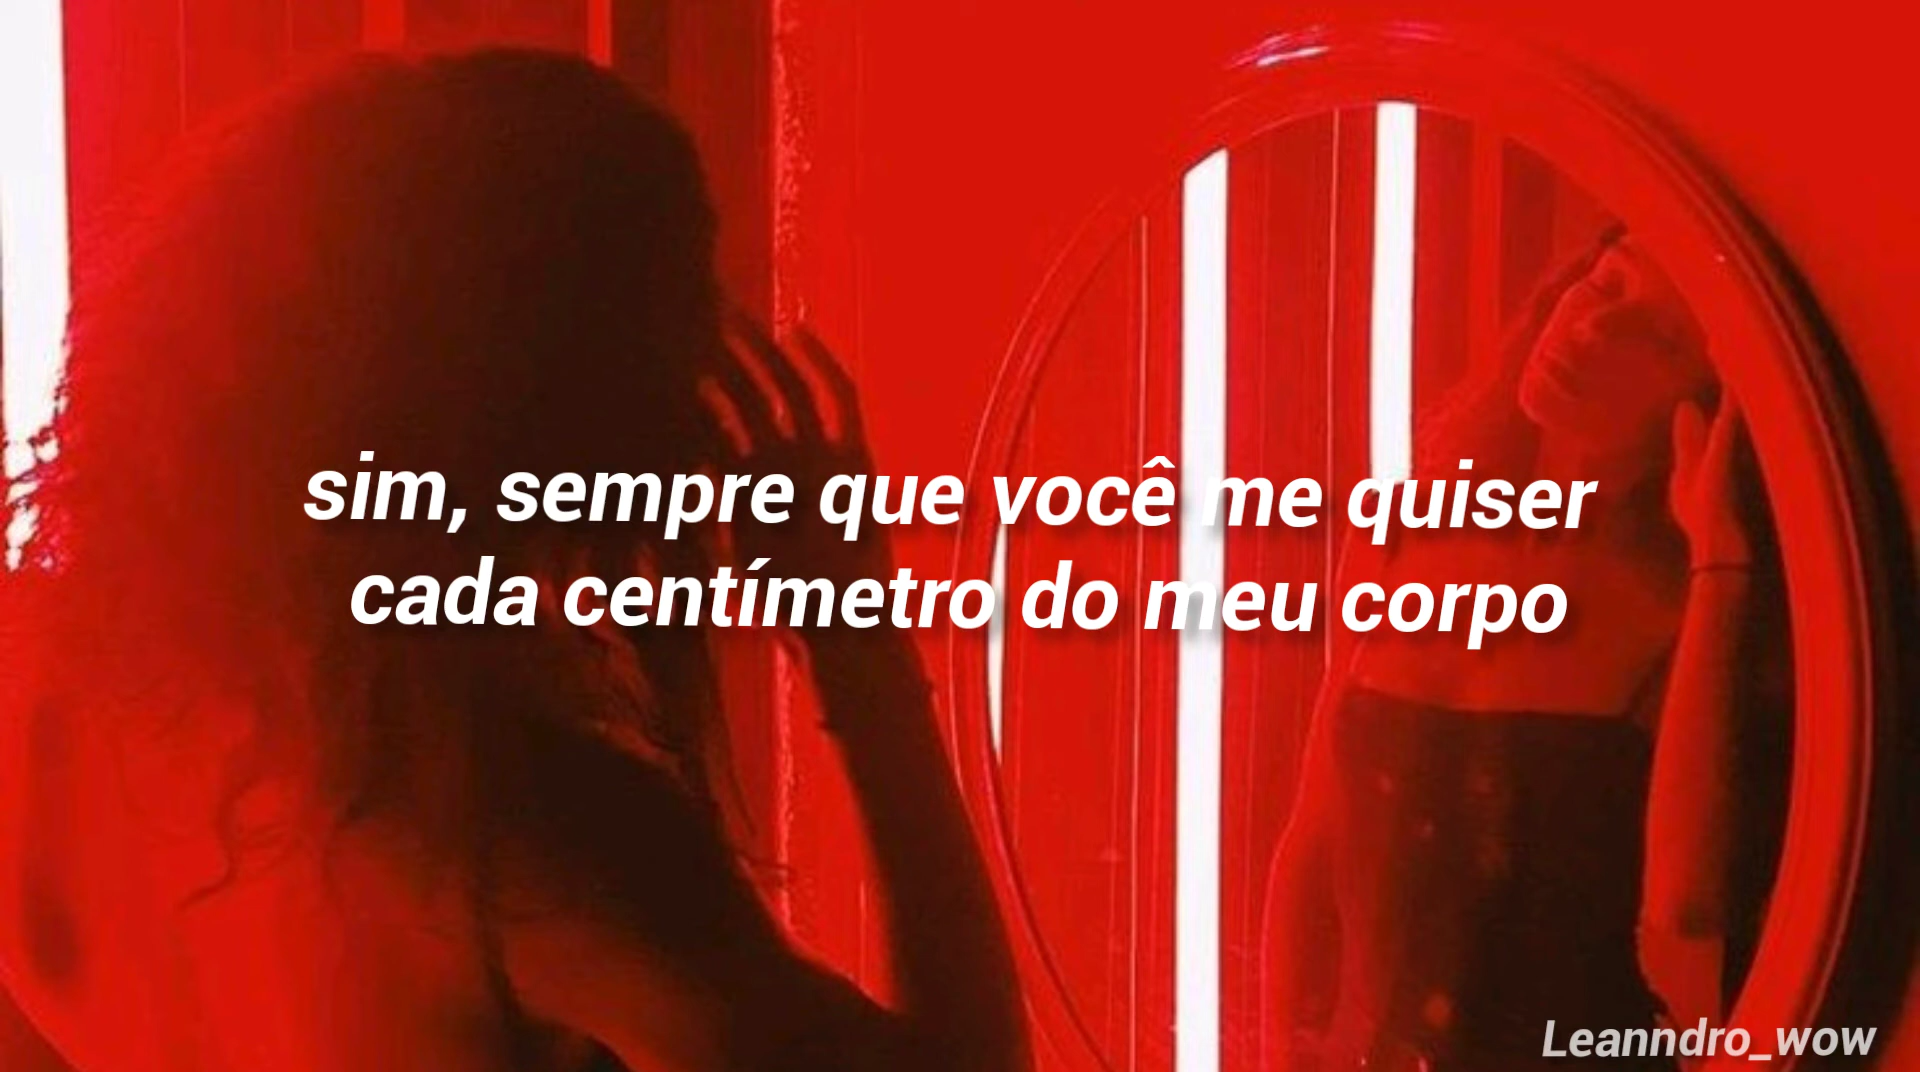 sim, sempre que você me quiser
cada centímetro do meu corpo
Leanndro_wow